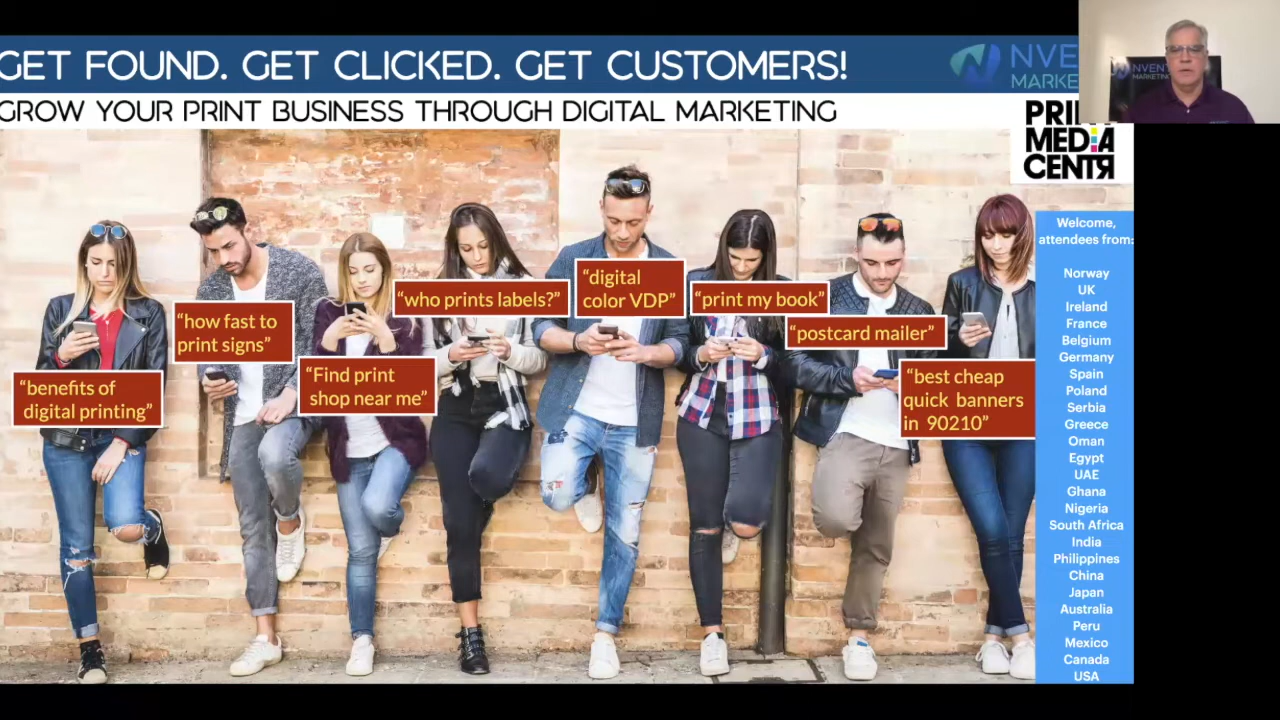 GET FOUND. GET CLICKED. GET CUSTOMERS!
NVE
MARKE
NVENT
MARKETING
GROW YOUR PRINT BUSINESS THROUGH DIGITAL MARKETING
PRINT
MEDIA
CENTR
Welcome,
attendees from:
Norway
UK
Ireland
France
Belgium
Germany
Spain
Poland
Serbia
Greece
Oman
Egypt
UAE
Ghana
Nigeria
South Africa
India
Philippines
China
Japan
Australia
Peru
Mexico
Canada
USA
“benefits of
digital printing”
“how fast to
print signs”
“Find print
shop near me”
“who prints labels?”
“digital
color VDP”
“print my book”
“postcard mailer”
“best cheap
quick banners
in 90210”